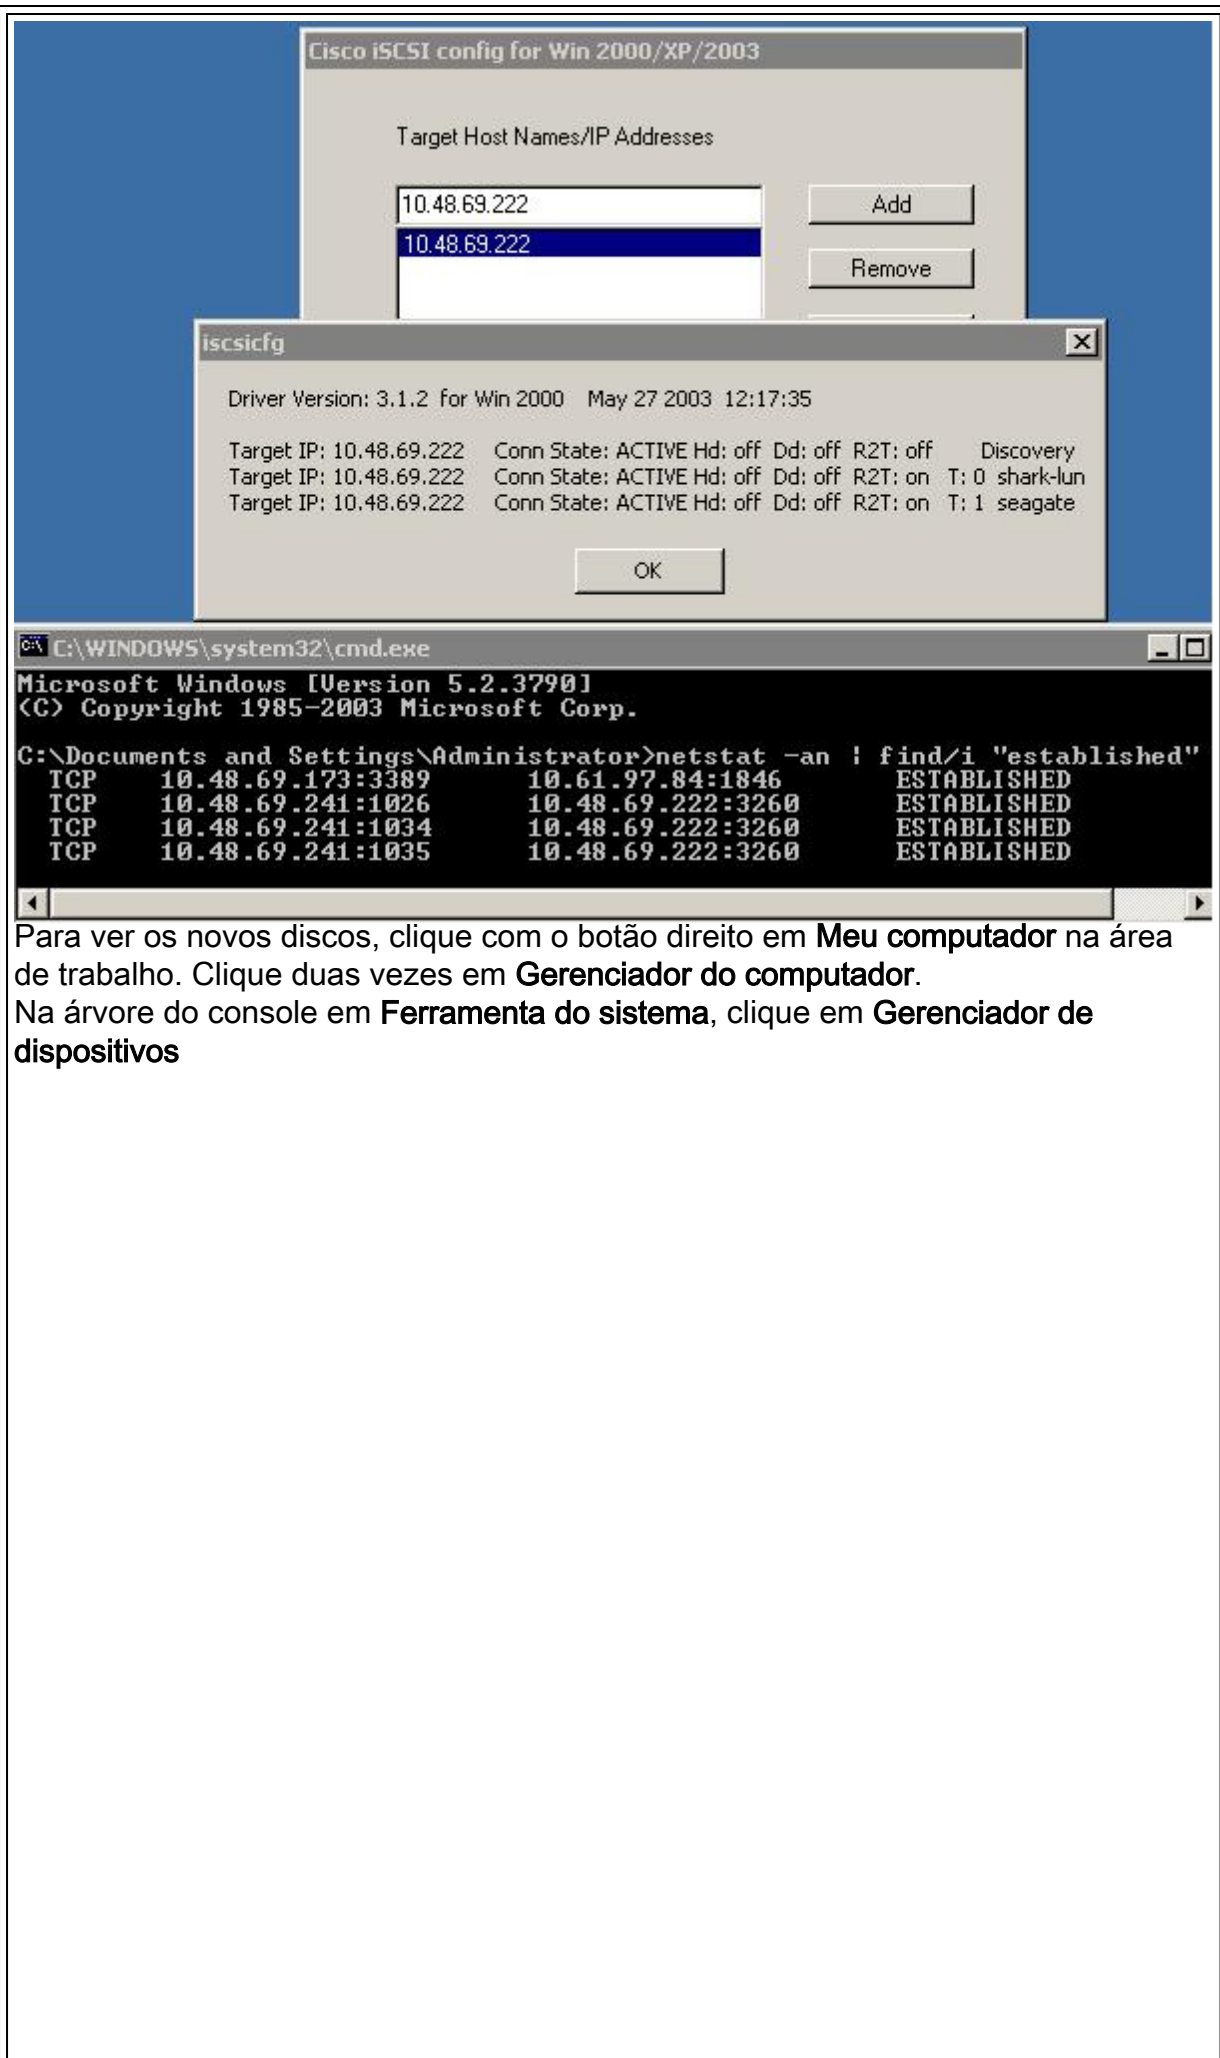 Cisco iSCSI config for Win 2000/XP/2003
Target Host Names/IP Addresses
10.48.69.222
Add
10.48.69.222
Remove
iscsicfg
Driver Version: 3.1.2 for Win 2000 May 27 2003 12:17:35
Target IP: 10.48.69.222 Conn State: ACTIVE Hd: off Dd: off R2T: off Discovery
Target IP: 10.48.69.222 Conn State: ACTIVE Hd: off Dd: off R2T: on T: 0 shark-lun
Target IP: 10.48.69.222 Conn State: ACTIVE Hd: off Dd: off R2T: on T: 1 seagate
OK
C:\WINDOWS\system32\cmd.exe
Microsoft Windows [Version 5.2.3790]
(C) Copyright 1985-2003 Microsoft Corp.
C:\Documents and Settings\Administrator>netstat -an | find/i "established"
TCP 10.48.69.173:3389 10.61.97.84:1846 ESTABLISHED
TCP 10.48.69.241:1026 10.48.69.222:3260 ESTABLISHED
TCP 10.48.69.241:1034 10.48.69.222:3260 ESTABLISHED
TCP 10.48.69.241:1035 10.48.69.222:3260 ESTABLISHED
Para ver os novos discos, clique com o botão direito em Meu computador na área
de trabalho. Clique duas vezes em Gerenciador do computador.
Na árvore do console em Ferramenta do sistema, clique em Gerenciador de
dispositivos